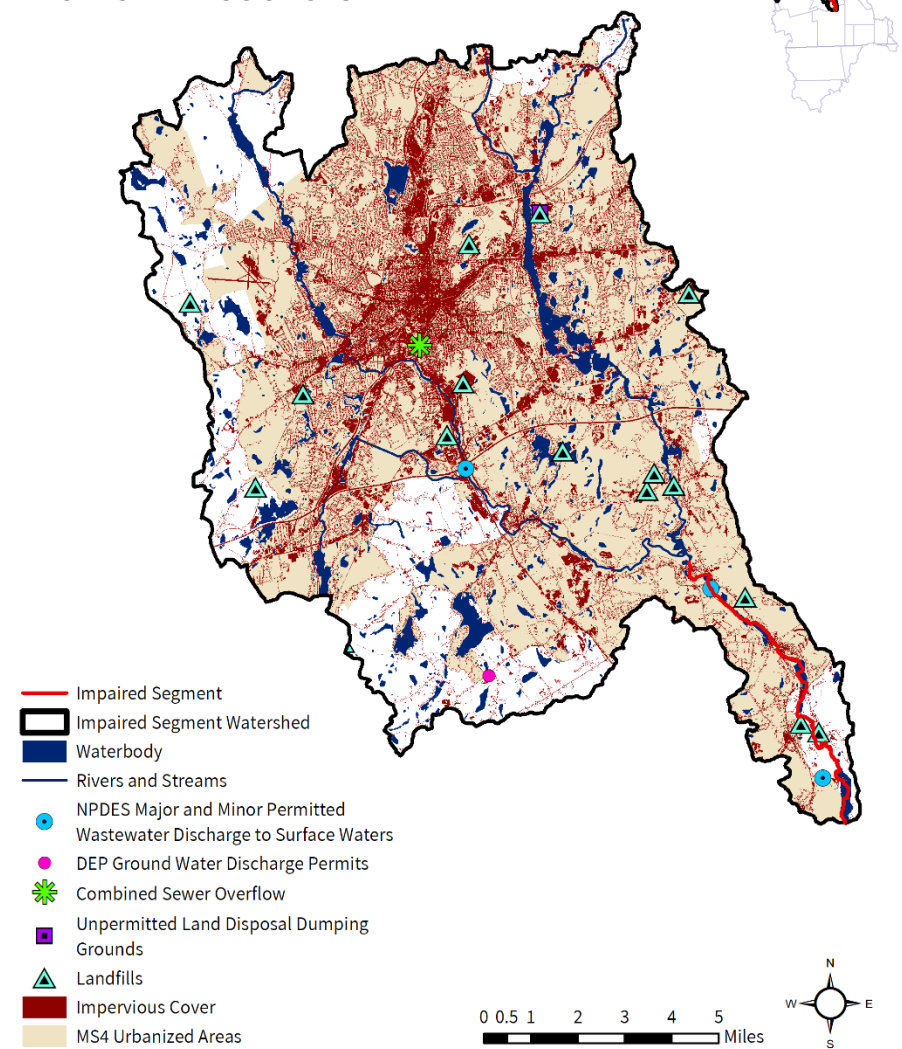 Impaired Segment
Impaired Segment Watershed
Waterbody
Rivers and Streams
NPDES Major and Minor Permitted
Wastewater Discharge to Surface Waters
DEP Ground Water Discharge Permits
Combined Sewer Overflow
Unpermitted Land Disposal Dumping
Grounds
Landfills
Impervious Cover
MS4 Urbanized Areas
0 0.5 1 2 3 4 5
Miles
N
W E
S